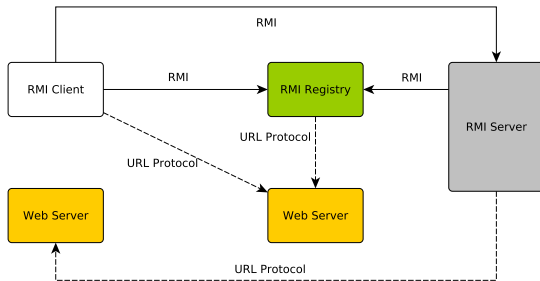 RMI
RMI Client
RMI
RMI Registry
RMI
RMI Server
URL Protocol
URL Protocol
Web Server
Web Server
URL Protocol